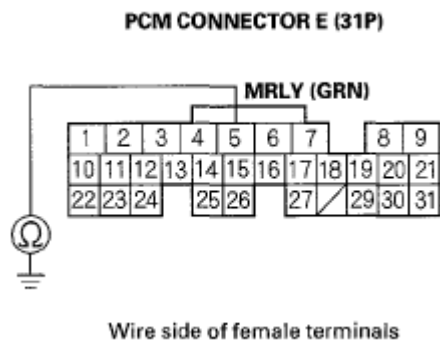 PCM CONNECTOR E (31P)
MRLY (GRN)
1 2 3 4 5 6 7 8 9
10 11 12 13 14 15 16 17 18 19 20 21
22 23 24 25 26 27 29 30 31
Ω
Wire side of female terminals